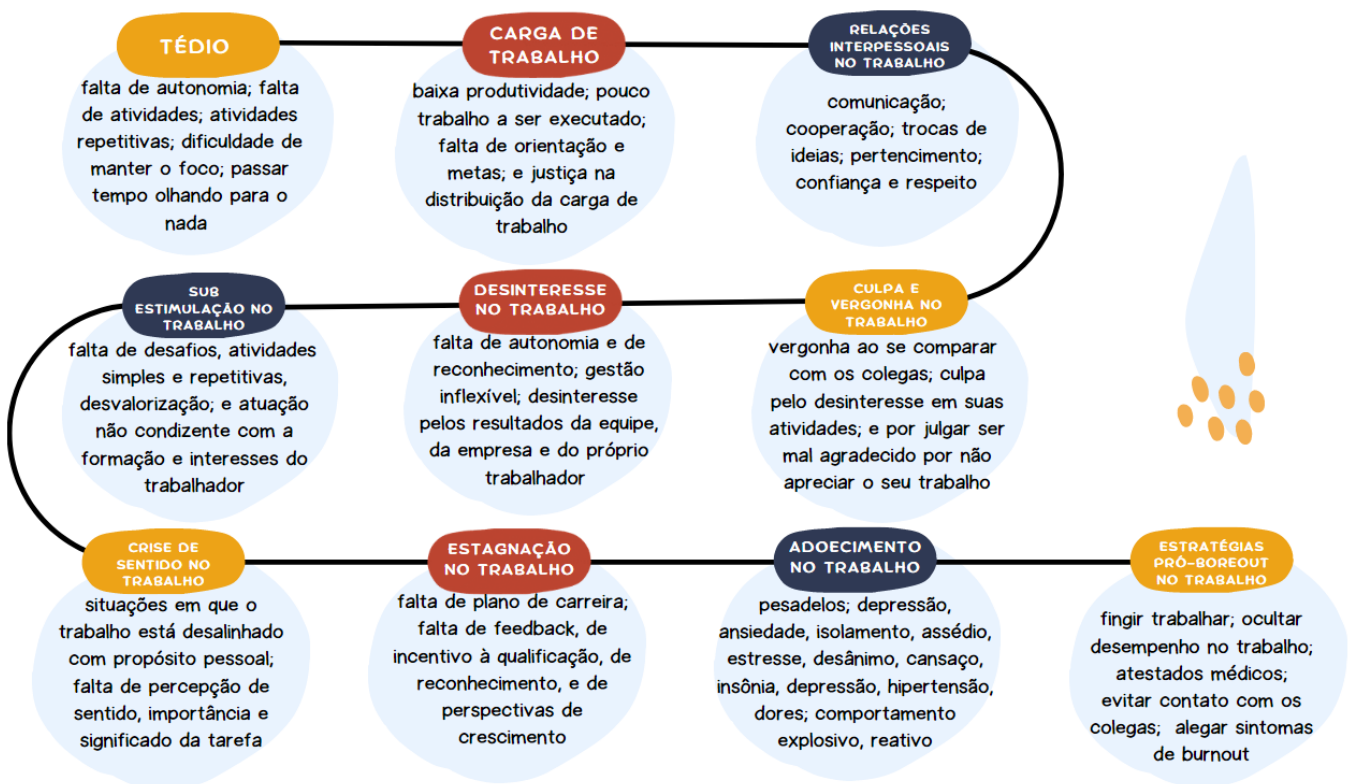 TÉDIO
falta de autonomia; falta
de atividades; atividades
repetitivas; dificuldade de
manter o foco; passar
tempo olhando para o
nada
CARGA DE
TRABALHO
baixa produtividade; pouco
trabalho a ser executado;
falta de orientação e
metas; e justiça na
distribuição da carga de
trabalho
RELAÇÕES
INTERPESSOAIS
NO TRABALHO
comunicação;
cooperação; trocas de
ideias; pertencimento;
confiança e respeito
CULPA E
VERGONHA NO
TRABALHO
vergonha ao se comparar
com os colegas; culpa
pelo desinteresse em suas
atividades; e por julgar ser
mal agradecido por não
apreciar o seu trabalho
DESINTERESSE
NO TRABALHO
falta de autonomia e de
reconhecimento; gestão
inflexível; desinteresse
pelos resultados da equipe,
da empresa e do próprio
trabalhador
SUB
ESTIMULAÇÃO NO
TRABALHO
falta de desafios, atividades
simples e repetitivas,
desvalorização; e atuação
não condizente com a
formação e interesses do
trabalhador
CRISE DE
SENTIDO NO
TRABALHO
situações em que o
trabalho está desalinhado
com propósito pessoal;
falta de percepção de
sentido, importância e
significado da tarefa
ESTAGNAÇÃO
NO TRABALHO
falta de plano de carreira;
falta de feedback, de
incentivo à qualificação, de
reconhecimento, e de
perspectivas de
crescimento
ADOECIMENTO
NO TRABALHO
pesadelos; depressão,
ansiedade, isolamento, assédio,
estresse, desânimo, cansaço,
insônia, depressão, hipertensão,
dores; comportamento
explosivo, reativo
ESTRATÉGIAS
PRÓ-BOREOUT
NO TRABALHO
fingir trabalhar; ocultar
desempenho no trabalho;
atestados médicos;
evitar contato com os
colegas; alegar sintomas
de burnout